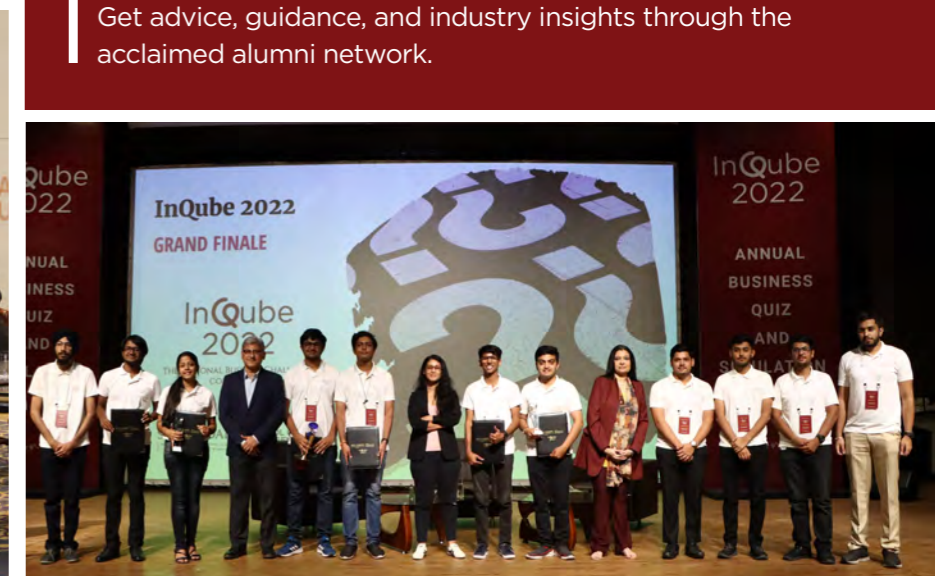 Get advice, guidance, and industry insights through the
acclaimed alumni network.
Qube
022
NUAL
INESS
UIZ
ND
InQube 2022
GRAND FINALE
InQube
2022
InQube
2022
ANNUAL
BUSINESS
QUIZ
AND